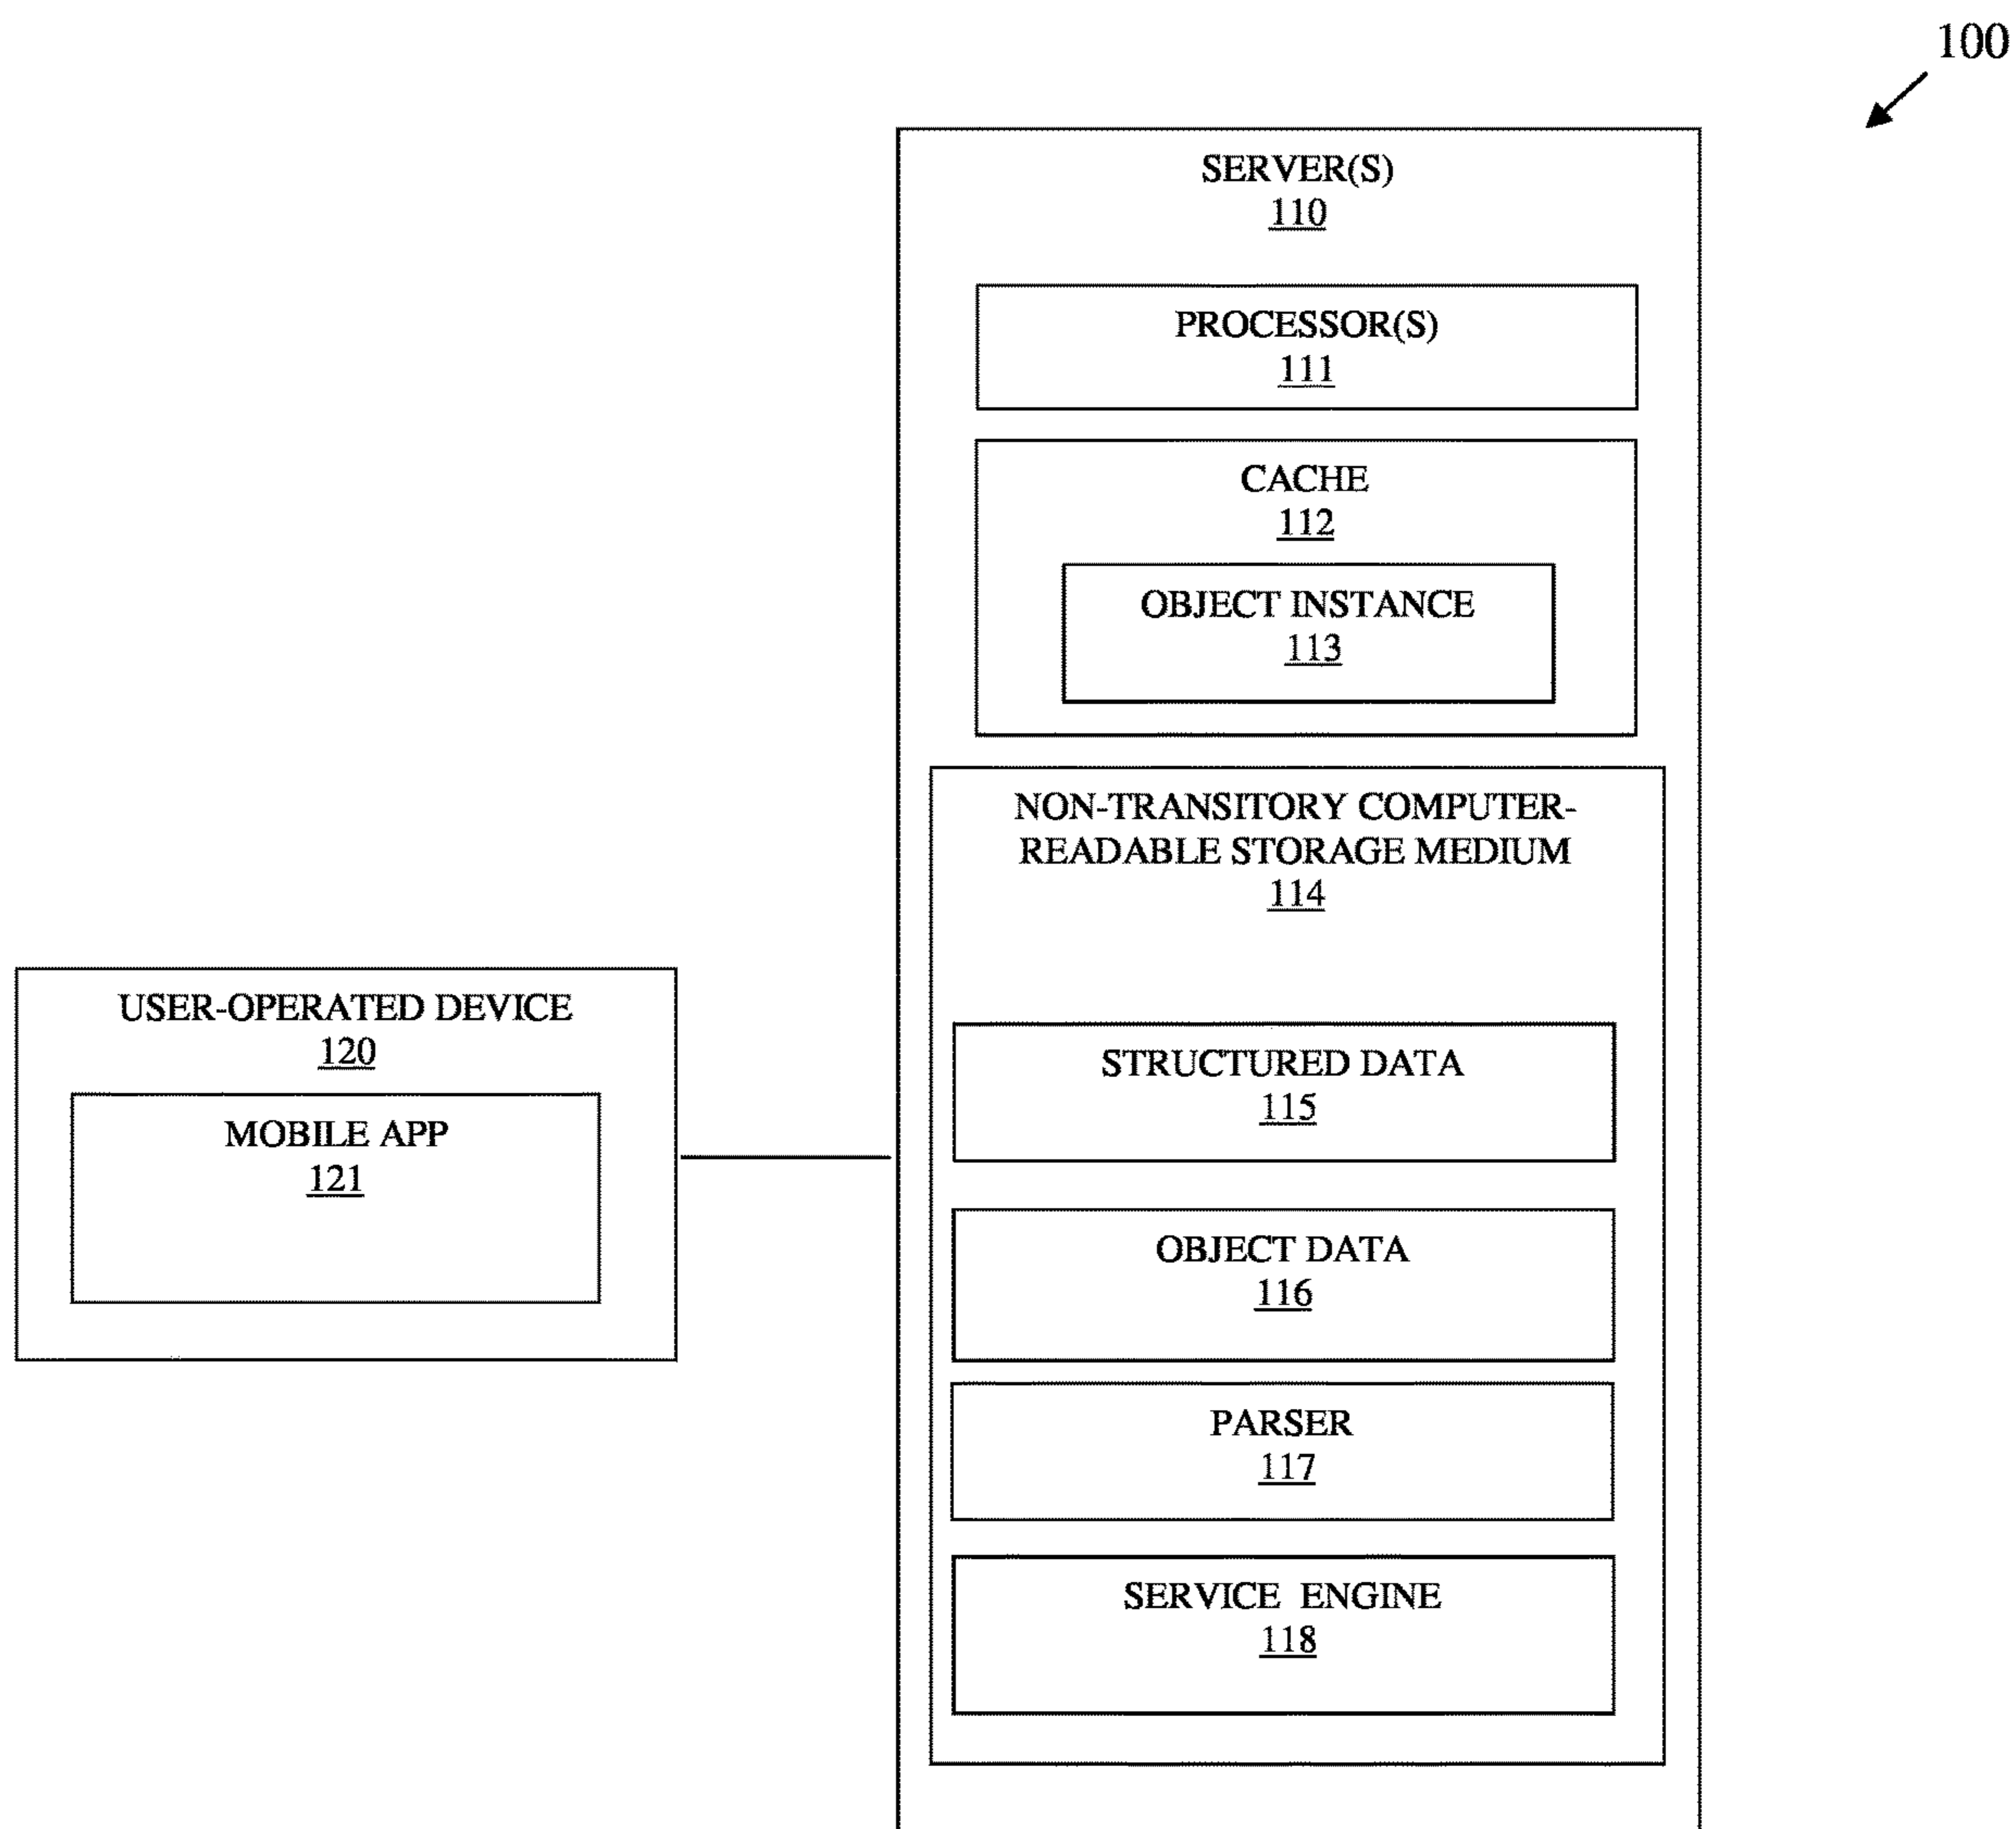 100
SERVER(S)
110
PROCESSOR(S)
111
CACHE
112
OBJECT INSTANCE
113
NON-TRANSITORY COMPUTER-
READABLE STORAGE MEDIUM
114
USER-OPERATED DEVICE
120
MOBILE APP
121
STRUCTURED DATA
115
OBJECT DATA
116
PARSER
117
SERVICE ENGINE
118